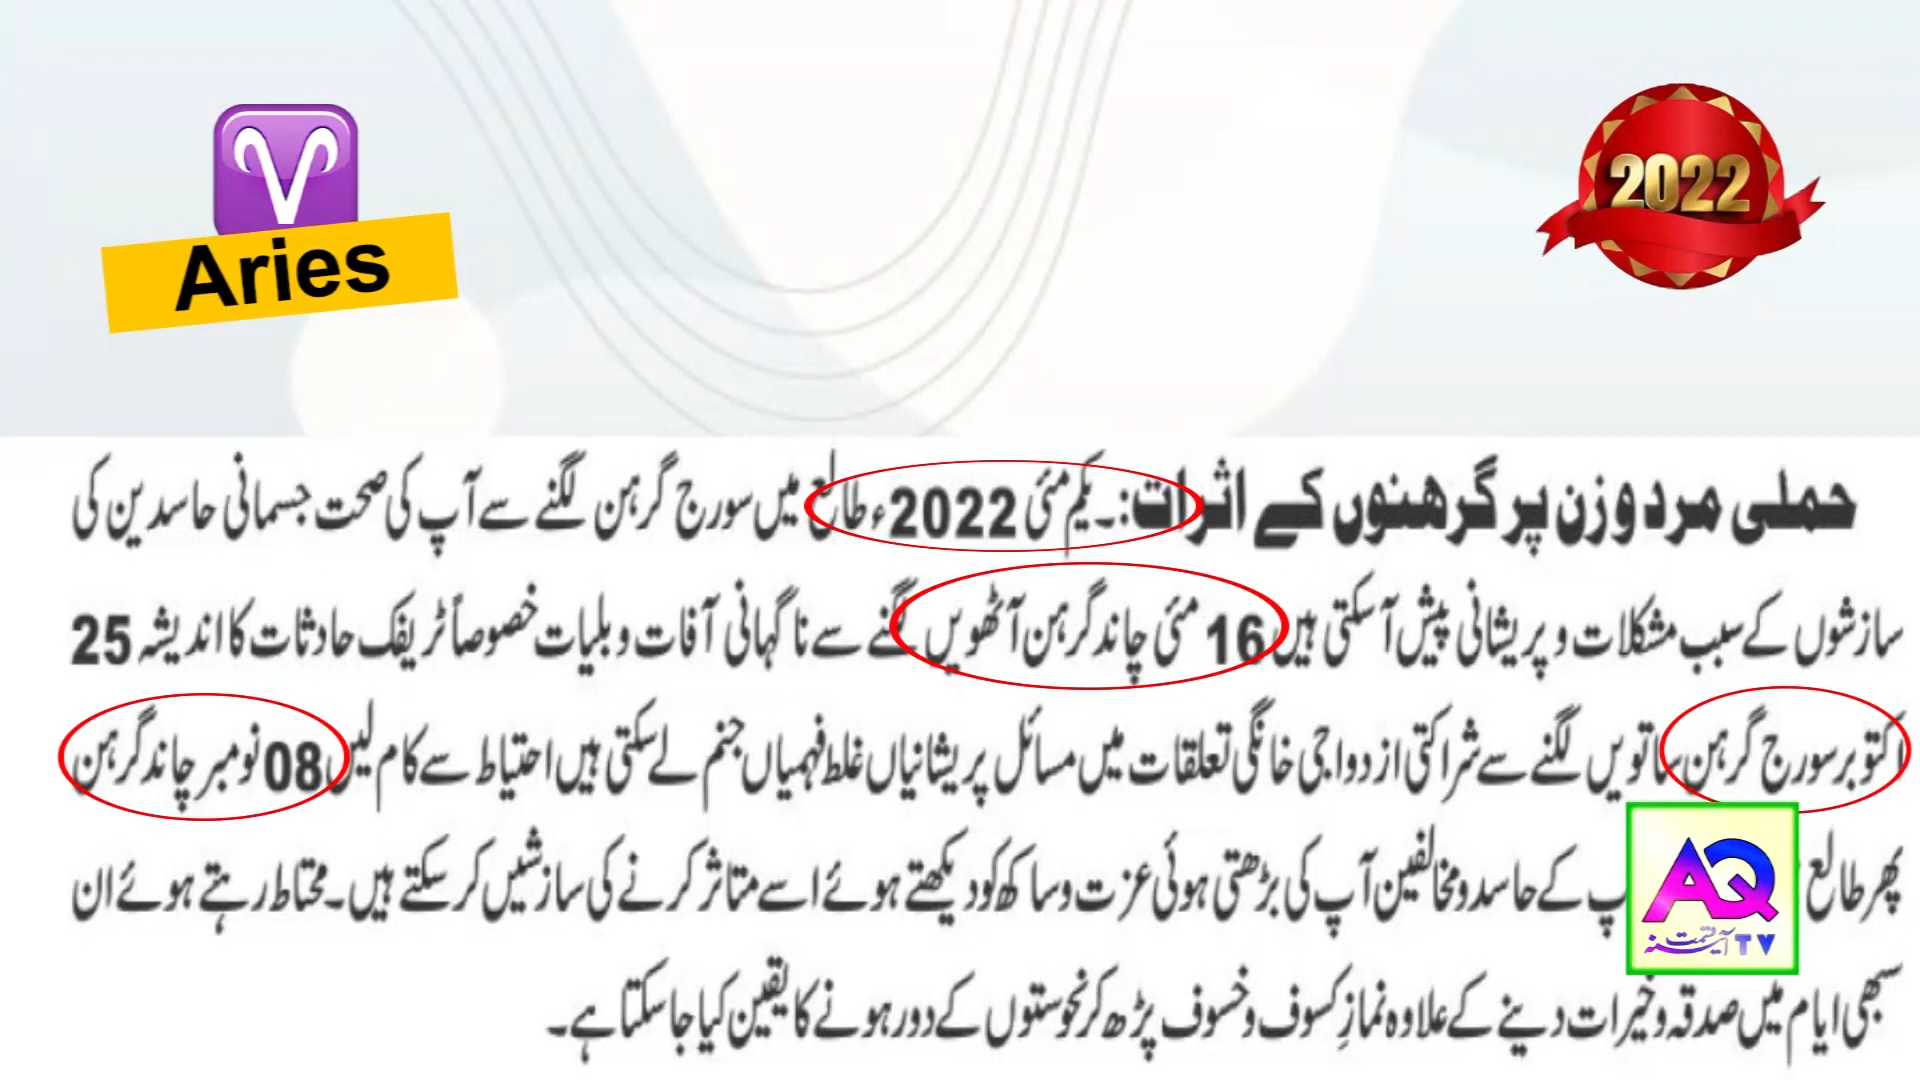 Aries
2022
حملی مرد و زن پر گرھنوں کے اثرات:۔ یکم مئی 2022ء طالع میں سورج گرہن لگنے سے آپ کی صحت جسمانی حاسدین کی
سازشوں کے سبب مشکلات و پریشانی پیش آسکتی ہیں 16 مئی چاند گرہن آٹھویں لگنے سے ناگہانی آفات و بلیات خصوصاً ٹریفک حادثات کا اندیشہ 25
اکتوبر سورج گرہن ساتویں لگنے سے شراکتی ازدواجی خانگی تعلقات میں مسائل پریشانیاں غلط فہمیاں جنم لے سکتی ہیں احتیاط سے کام لیں 08 نومبر چاند گرہن
پھر طالع کے حاسد و مخالفین آپ کی بڑھتی ہوئی عزت و ساکھ کو دیکھتے ہوئے اسے متاثر کرنے کی سازشیں کر سکتے ہیں۔ محتاط رہتے ہوئے ان
سبھی ایام میں صدقہ و خیرات دینے کے علاوہ نمازِ کسوف و خسوف پڑھ کر نحوستوں کے دور ہونے کا یقین کیا جا سکتا ہے۔
AQ
آئینہ قسمت TV